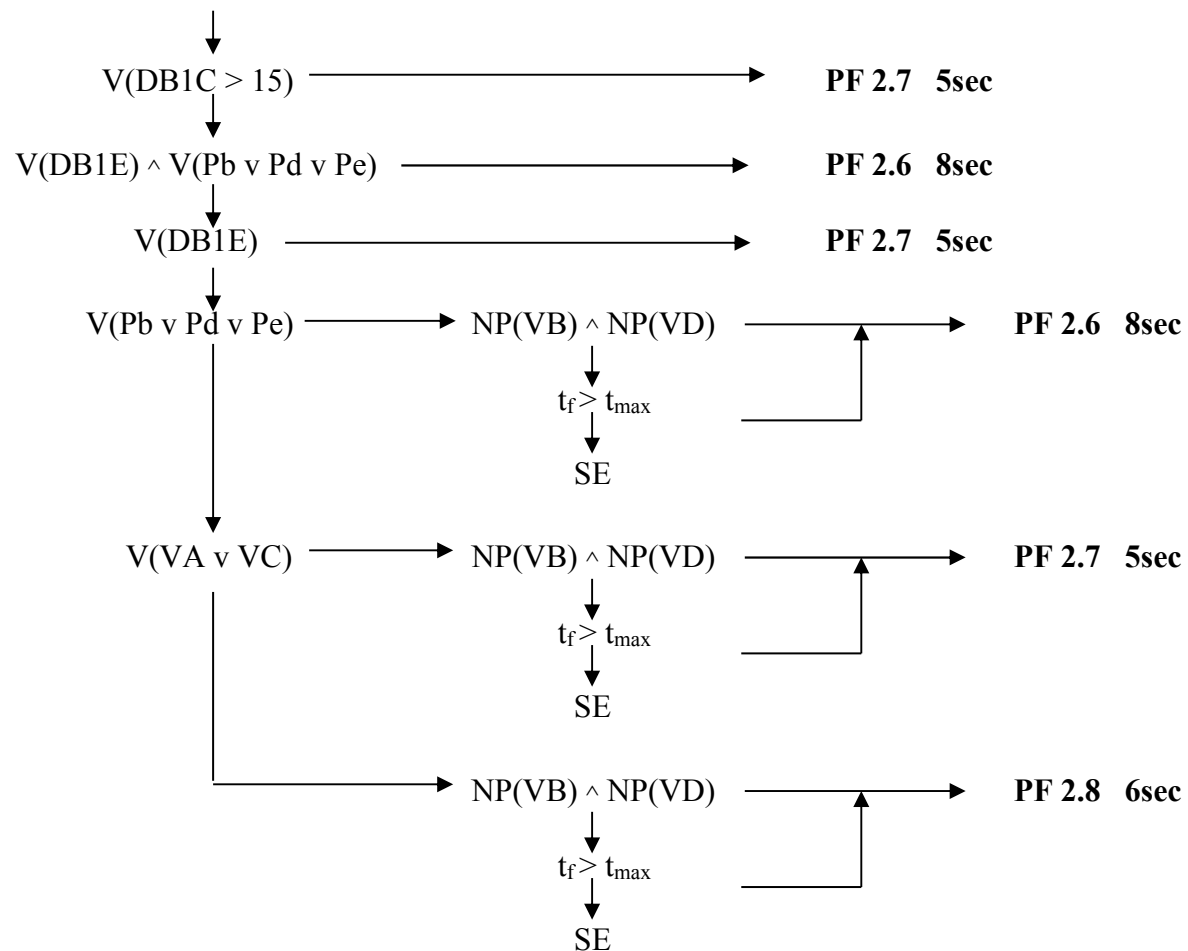 V(DB1C > 15) PF 2.7 5sec
V(DB1E) ^ V(Pb v Pd v Pe) PF 2.6 8sec
V(DB1E) PF 2.7 5sec
V(Pb v Pd v Pe) NP(VB) ^ NP(VD) PF 2.6 8sec
tf > tmax
SE
V(VA v VC) NP(VB) ^ NP(VD) PF 2.7 5sec
tf > tmax
SE
NP(VB) ^ NP(VD) PF 2.8 6sec
tf > tmax
SE